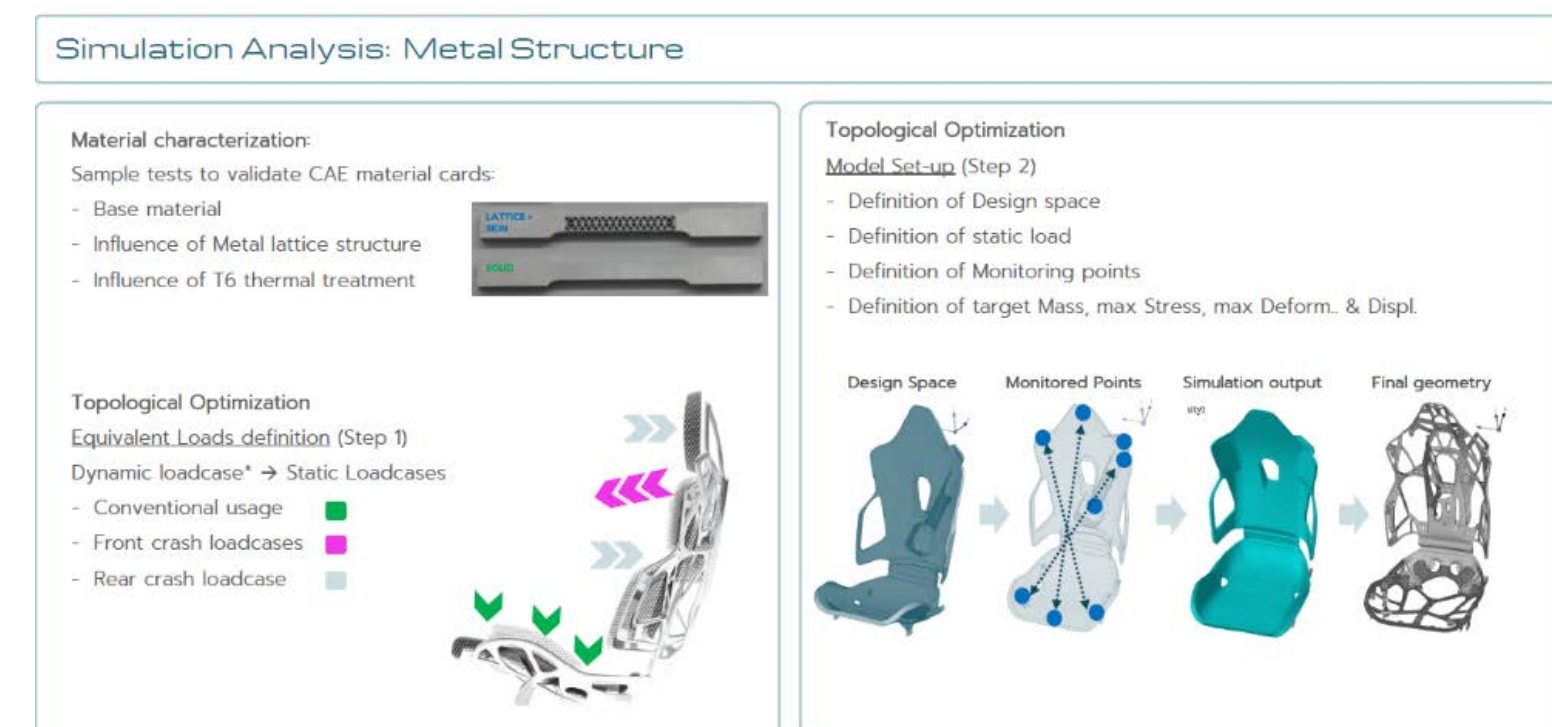 Simulation Analysis: Metal Structure
Material characterization:
Sample tests to validate CAE material cards:
- Base material
- Influence of Metal lattice structure
- Influence of T6 thermal treatment
LATTICE +
SKIN
SOLID
Topological Optimization
Equivalent Loads definition (Step 1)
Dynamic loadcase* → Static Loadcases
- Conventional usage
- Front crash loadcases
- Rear crash loadcase
Topological Optimization
Model Set-up (Step 2)
- Definition of Design space
- Definition of static load
- Definition of Monitoring points
- Definition of target Mass, max Stress, max Deform.. & Displ.
Design Space
Monitored Points
Simulation output
Final geometry